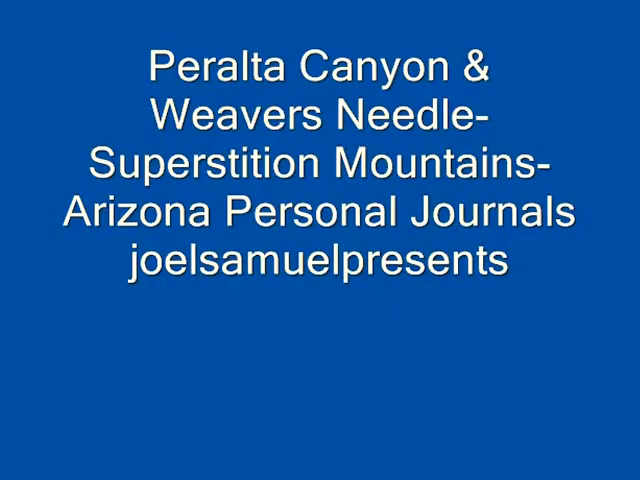 Peralta Canyon &
Weavers Needle-
Superstition Mountains-
Arizona Personal Journals
joelsamuelpresents